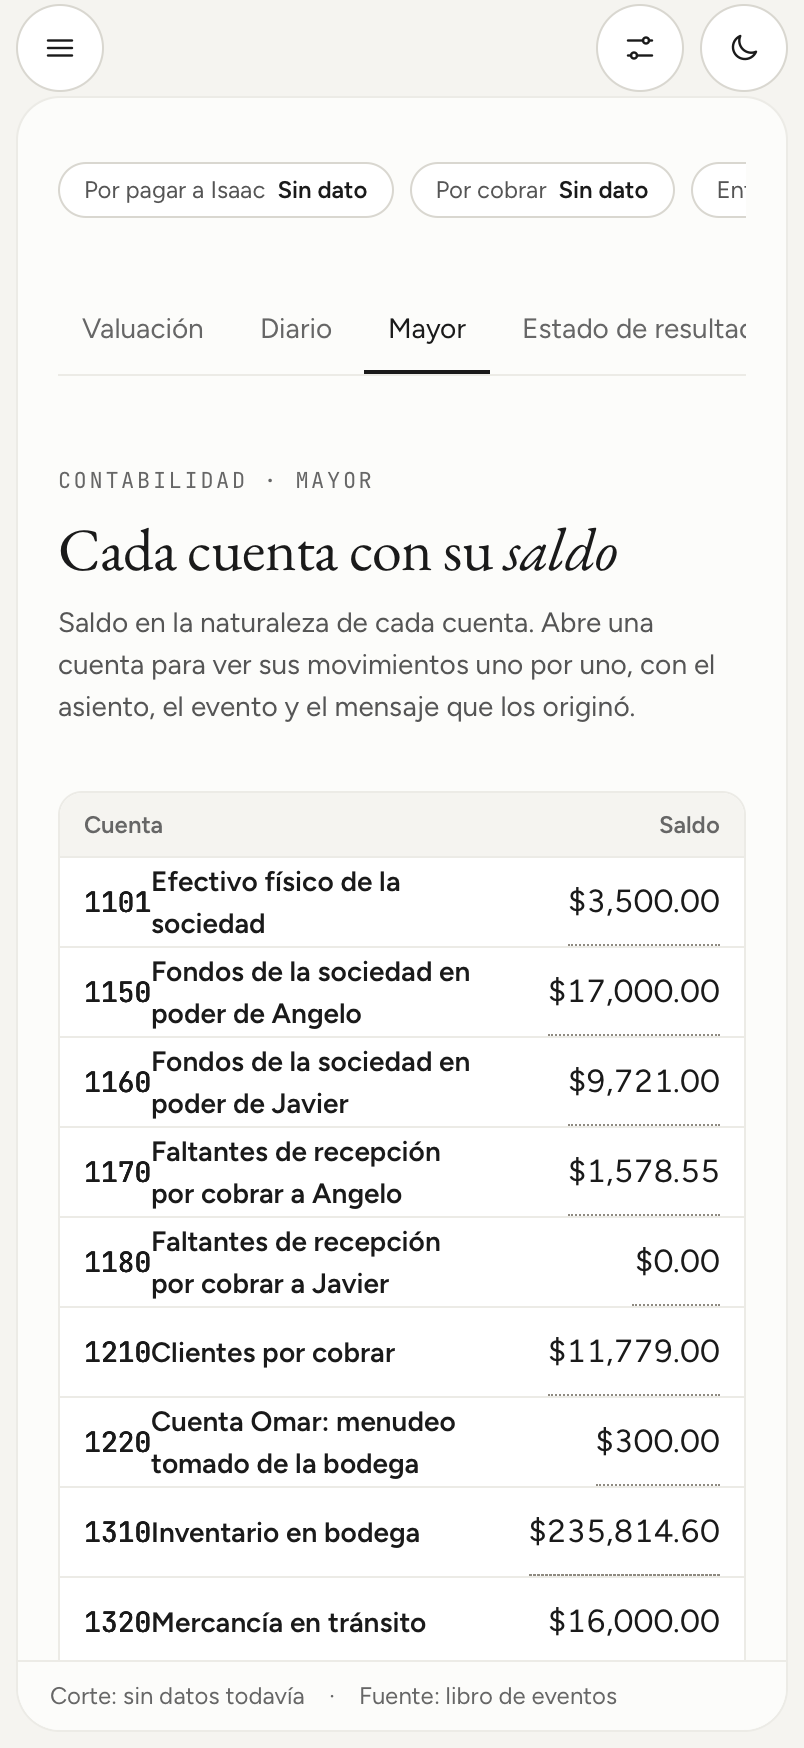 Por pagar a Isaac Sin dato
Por cobrar Sin dato
Valuación
Diario
Mayor
Estado de
CONTABILIDAD · MAYOR
Cada cuenta con su saldo
Saldo en la naturaleza de cada cuenta. Abre una
cuenta para ver sus movimientos uno por uno, con el
asiento, el evento y el mensaje que los originó.
Cuenta Saldo
1101 Efectivo físico de la
sociedad
$3,500.00
1150 Fondos de la sociedad en
poder de Angelo
$17,000.00
1160 Fondos de la sociedad en
poder de Javier
$9,721.00
1170 Faltantes de recepción
por cobrar a Angelo
$1,578.55
1180 Faltantes de recepción
por cobrar a Javier
$0.00
1210 Clientes por cobrar $11,779.00
1220 Cuenta Omar: menudeo
tomado de la bodega
$300.00
1310 Inventario en bodega $235,814.60
1320 Mercancía en tránsito $16,000.00
Corte: sin datos todavía · Fuente: libro de eventos